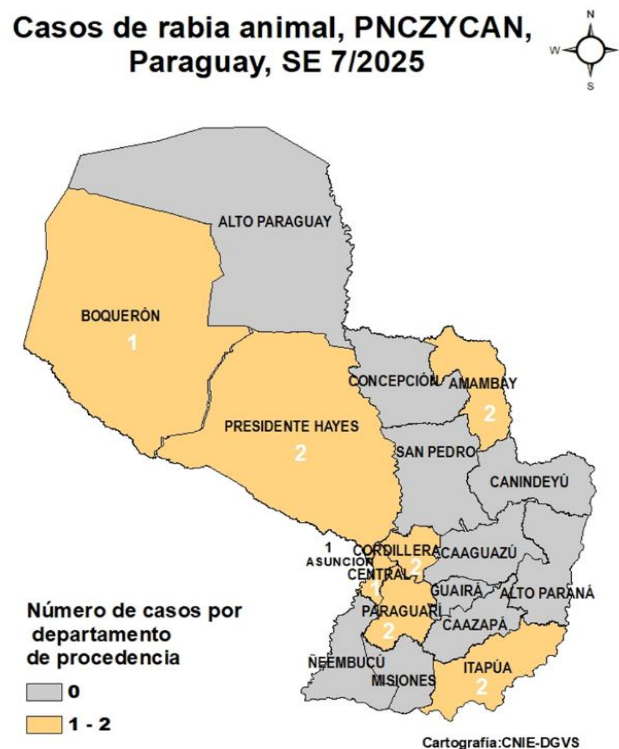 Casos de rabia animal, PNCZYCAN,
Paraguay, SE 7/2025
N
W
S
ALTO PARAGUAY
BOQUERÓN
1
CONCEPCIÓN
AMAMBAY
2
PRESIDENTE HAYES
2
SAN PEDRO
CANINDEYÚ
1
ASUNCIÓN
CORDILLERA
2
CAAGUAZÚ
CENTRAL
1
GUAIRÁ
ALTO PARANÁ
PARAGUARÍ
2
CAAZAPÁ
ÑEEMBUCÚ
MISIONES
ITAPÚA
2
Número de casos por
departamento
de procedencia
0
1 - 2
Cartografía:CNIE-DGVS